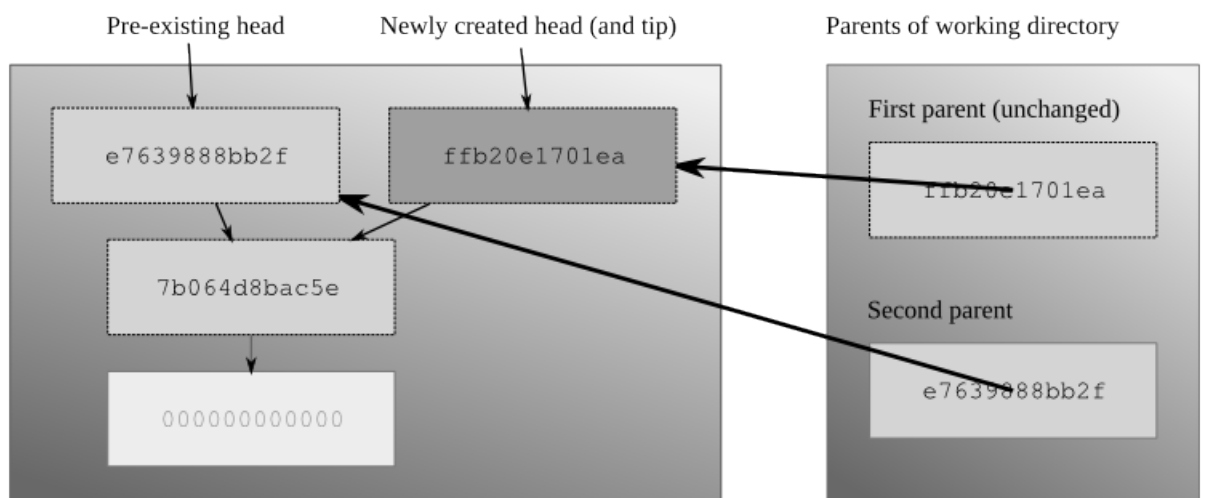 Pre-existing head
Newly created head (and tip)
Parents of working directory
First parent (unchanged)
e7639888bb2f
ffb20e1701ea
ffb20e1701ea
7b064d8bac5e
Second parent
e7639888bb2f
000000000000